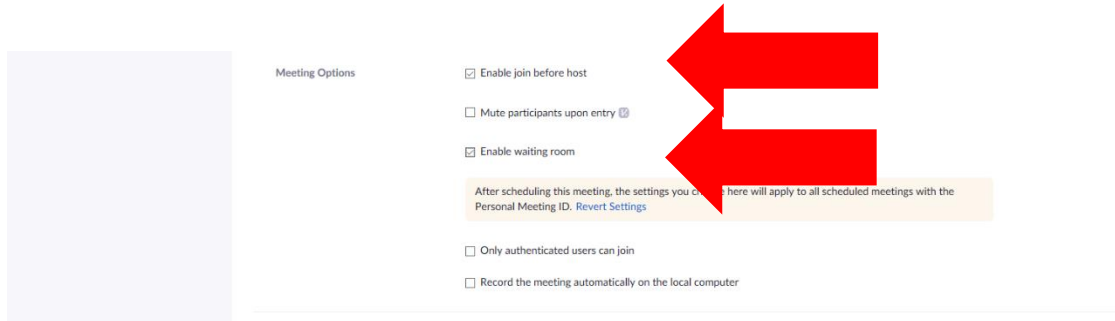 Meeting Options
Enable join before host
Mute participants upon entry
Enable waiting room
After scheduling this meeting, the settings you here will apply to all scheduled meetings with the
Personal Meeting ID. Revert Settings
Only authenticated users can join
Record the meeting automatically on the local computer